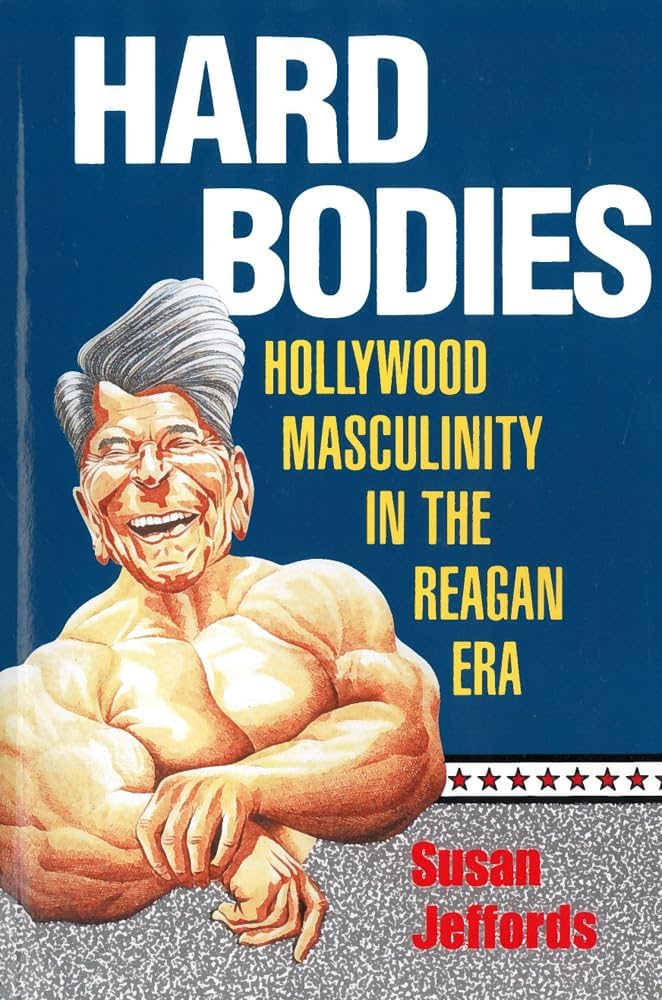 HARD
BODIES
HOLLYWOOD
MASCULINITY
IN THE
REAGAN
ERA
Susan
Jeffords